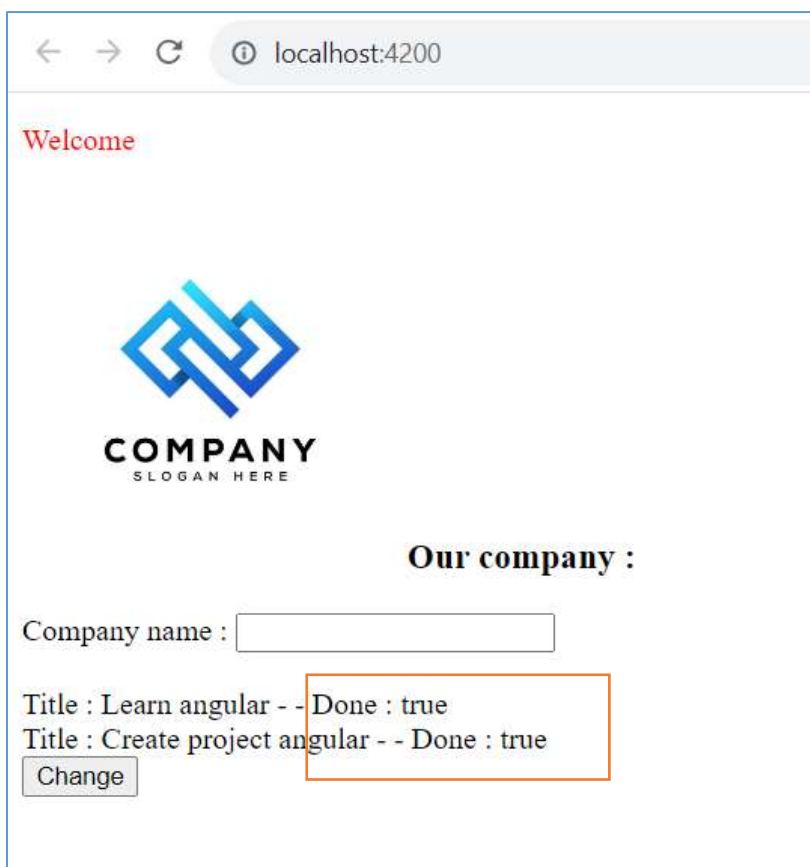 localhost:4200
Welcome
COMPANY
SLOGAN HERE
Our company :
Company name :
Title : Learn angular - - Done : true
Title : Create project angular - - Done : true
Change